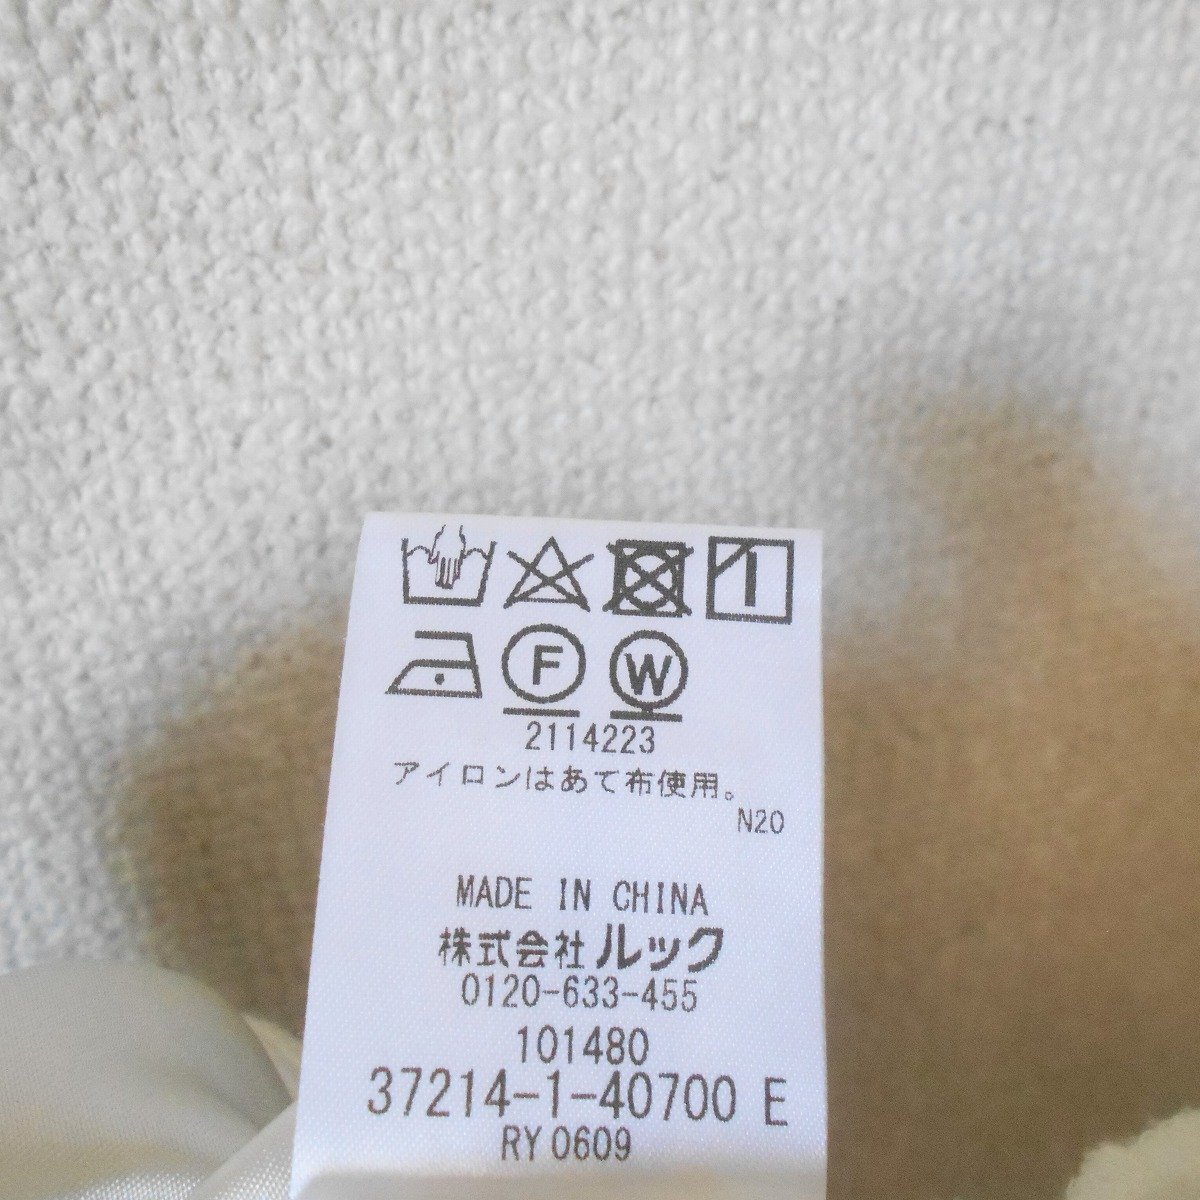 F W
2114223
アイロンはあて布使用。
N20
MADE IN CHINA
株式会社ルック
0120-633-455
101480
37214-1-40700 E
RY0609